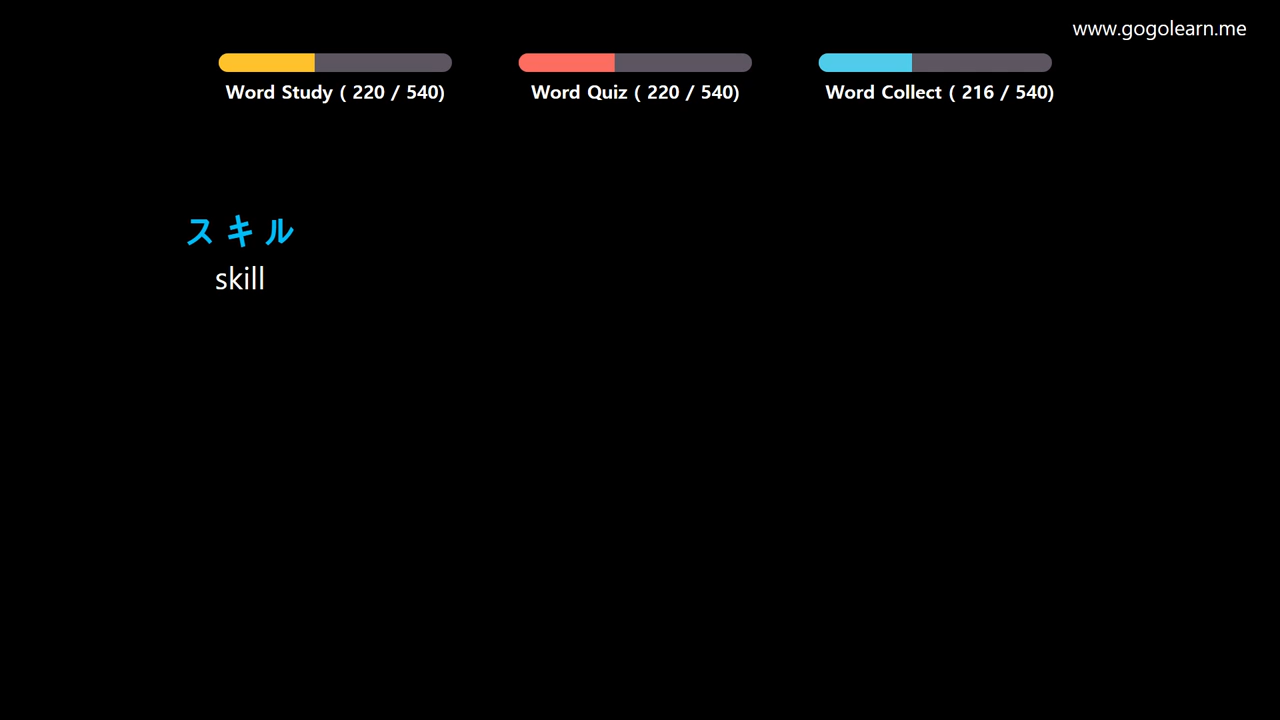 www.gogolearn.me
Word Study ( 220 / 540)
Word Quiz ( 220 / 540)
Word Collect ( 216 / 540)
スキル
skill